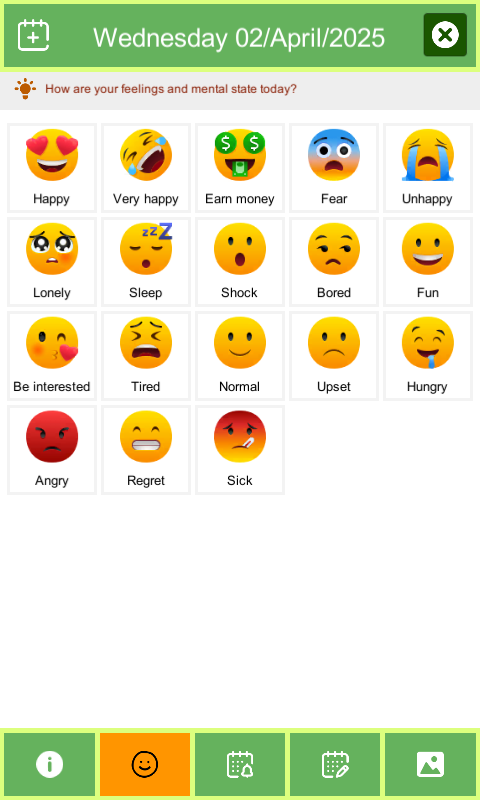 Wednesday 02/April/2025
How are your feelings and mental state today?
Happy
Very happy
Earn money
Fear
Unhappy
Lonely
Sleep
Shock
Bored
Fun
Be interested
Tired
Normal
Upset
Hungry
Angry
Regret
Sick